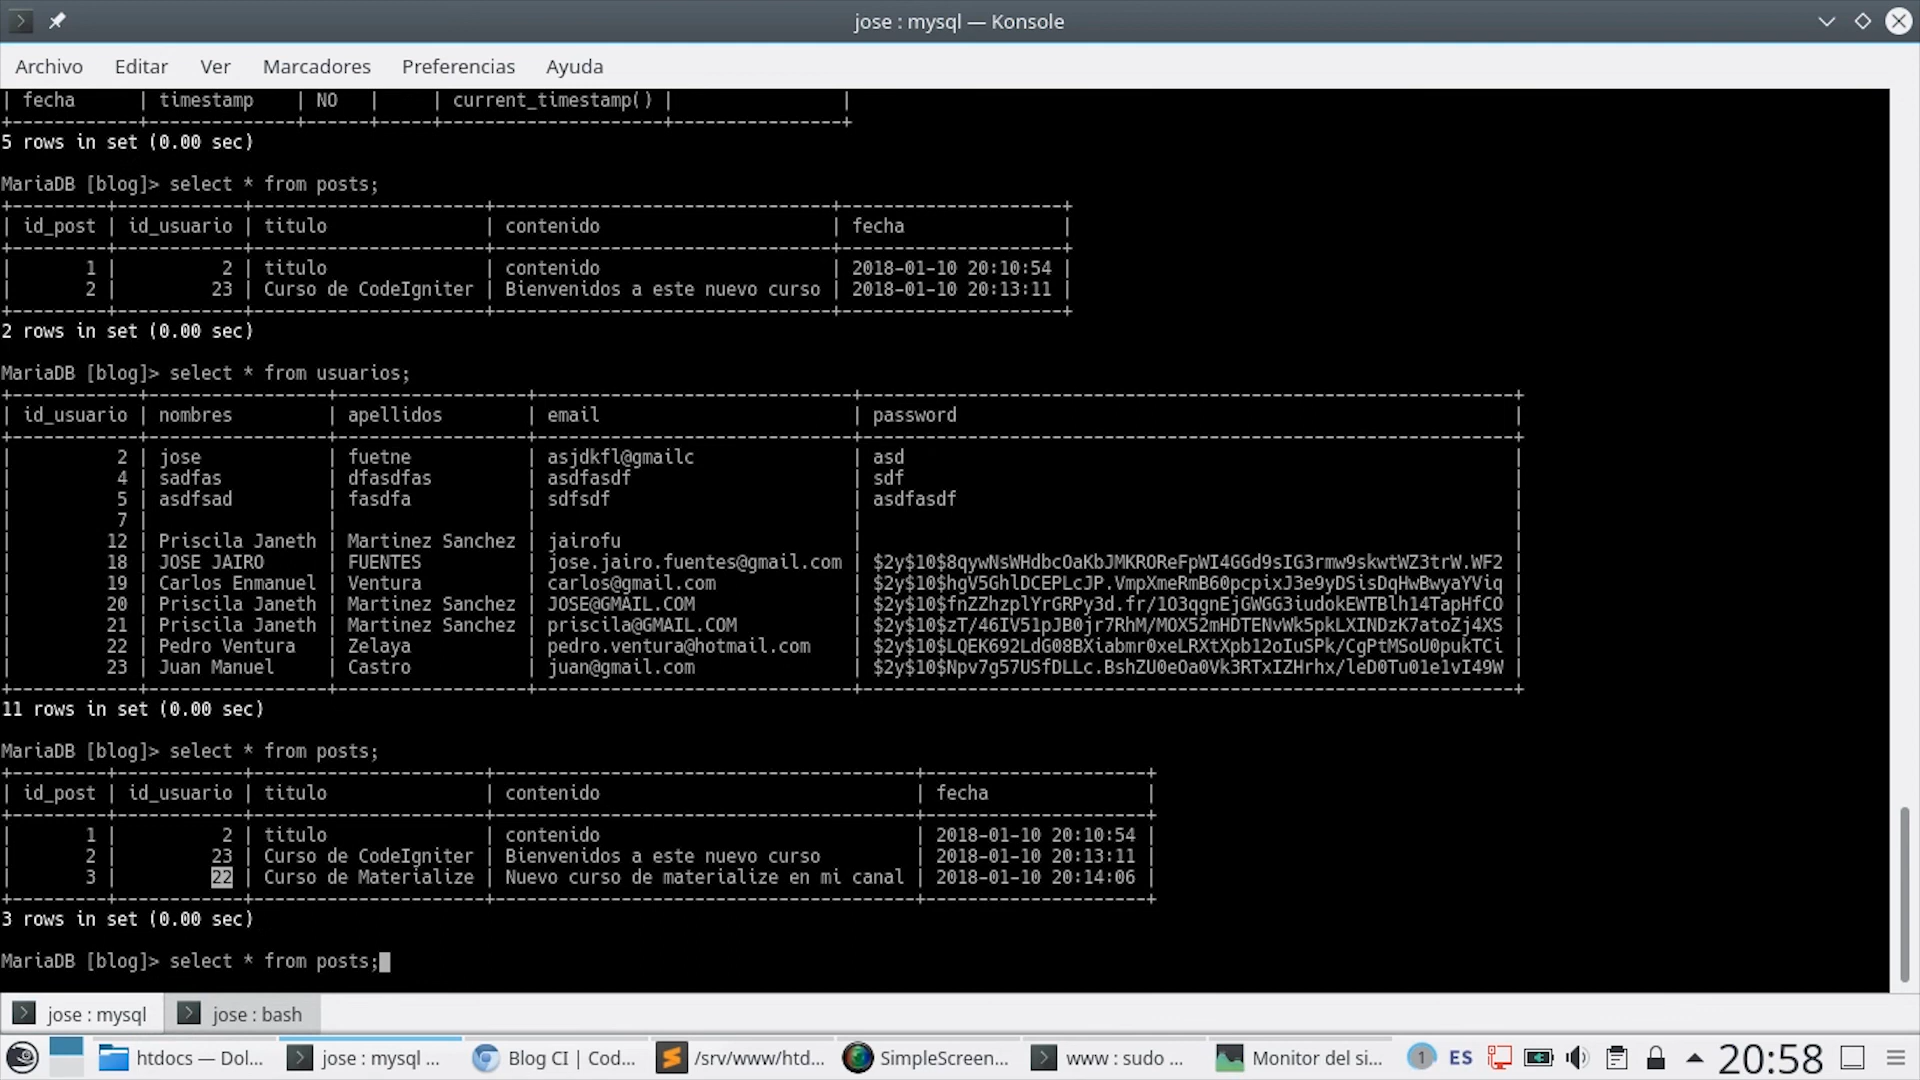 jose : mysql — Konsole
Archivo Editar Ver Marcadores Preferencias Ayuda
| fecha      | timestamp    | NO   |     | current_timestamp() |                |
+------------+--------------+------+-----+---------------------+----------------+
5 rows in set (0.00 sec)
MariaDB [blog]> select * from posts;
| id_post | id_usuario | titulo               | contenido                      | fecha               |
|       1 |          2 | titulo               | contenido                      | 2018-01-10 20:10:54 |
|       2 |         23 | Curso de CodeIgniter | Bienvenidos a este nuevo curso | 2018-01-10 20:13:11 |
2 rows in set (0.00 sec)
MariaDB [blog]> select * from usuarios;
| id_usuario | nombres         | apellidos        | email                        | password |
|          2 | jose            | fuetne           | asjdkfl@gmailc               | asd |
|          4 | sadfas          | dfasdfas         | asdfasdf                     | sdf |
|          5 | asdfsad         | fasdfa           | sdfsdf                       | asdfasdf |
|          7 |                 |                  |                              | |
|         12 | Priscila Janeth | Martinez Sanchez | jairofu                      | |
|         18 | JOSE JAIRO      | FUENTES          | jose.jairo.fuentes@gmail.com | $2y$10$8qywNsWHdbcOaKbJMKROReFpWI4GGd9sIG3rmw9skwtWZ3trW.WF2 |
|         19 | Carlos Enmanuel | Ventura          | carlos@gmail.com             | $2y$10$hgV5GhlDCEPLcJP.VmpXmeRmB60pcpixJ3e9yDSisDqHwBwyaYViq |
|         20 | Priscila Janeth | Martinez Sanchez | JOSE@GMAIL.COM               | $2y$10$fnZZhzplYrGRPy3d.fr/1O3qgnEjGWGG3iudokEWTBlh14TapHfCO |
|         21 | Priscila Janeth | Martinez Sanchez | priscila@GMAIL.COM           | $2y$10$zT/46IV51pJB0jr7RhM/MOX52mHDTENvWk5pkLXINDzK7atoZj4XS |
|         22 | Pedro Ventura   | Zelaya           | pedro.ventura@hotmail.com    | $2y$10$LQEK692LdG08BXiabmr0xeLRXtXpb12oIuSPk/CgPtMSoU0pukTCi |
|         23 | Juan Manuel     | Castro           | juan@gmail.com               | $2y$10$Npv7g57USfDLLc.BshZU0eOa0Vk3RTxIZHrhx/leD0Tu01e1vI49W |
11 rows in set (0.00 sec)
MariaDB [blog]> select * from posts;
| id_post | id_usuario | titulo               | contenido                              | fecha               |
|       1 |          2 | titulo               | contenido                              | 2018-01-10 20:10:54 |
|       2 |         23 | Curso de CodeIgniter | Bienvenidos a este nuevo curso         | 2018-01-10 20:13:11 |
|       3 |         22 | Curso de Materialize | Nuevo curso de materialize en mi canal | 2018-01-10 20:14:06 |
3 rows in set (0.00 sec)
MariaDB [blog]> select * from posts;
jose : mysql jose : bash
htdocs — Dol... jose : mysql ... Blog CI | Cod... /srv/www/htd... SimpleScreen... www : sudo ... Monitor del si... 1 ES 20:58